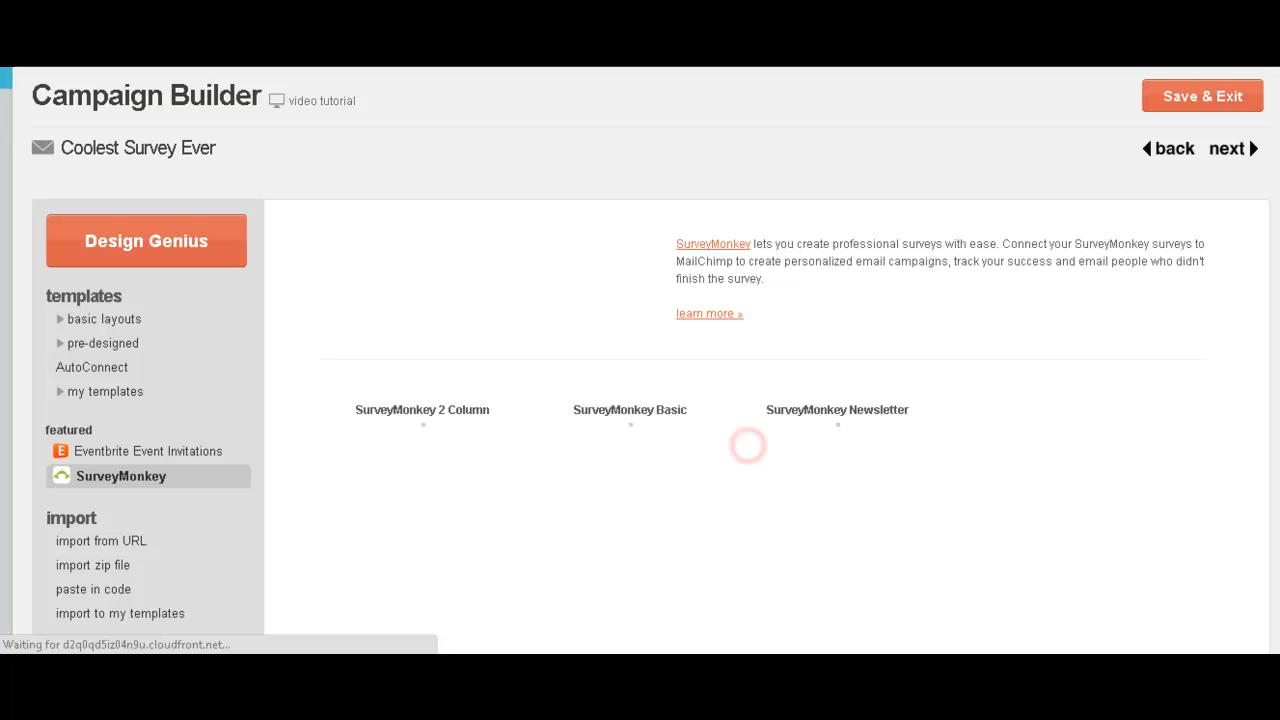 Campaign Builder video tutorial
Save & Exit
Coolest Survey Ever
back next
Design Genius
templates
basic layouts
pre-designed
AutoConnect
my templates
featured
E Eventbrite Event Invitations
SurveyMonkey
import
import from URL
import zip file
paste in code
import to my templates
SurveyMonkey lets you create professional surveys with ease. Connect your SurveyMonkey surveys to
MailChimp to create personalized email campaigns, track your success and email people who didn't
finish the survey.
learn more »
SurveyMonkey 2 Column
SurveyMonkey Basic
SurveyMonkey Newsletter
Waiting for d2q0qd5iz04n9u.cloudfront.net...